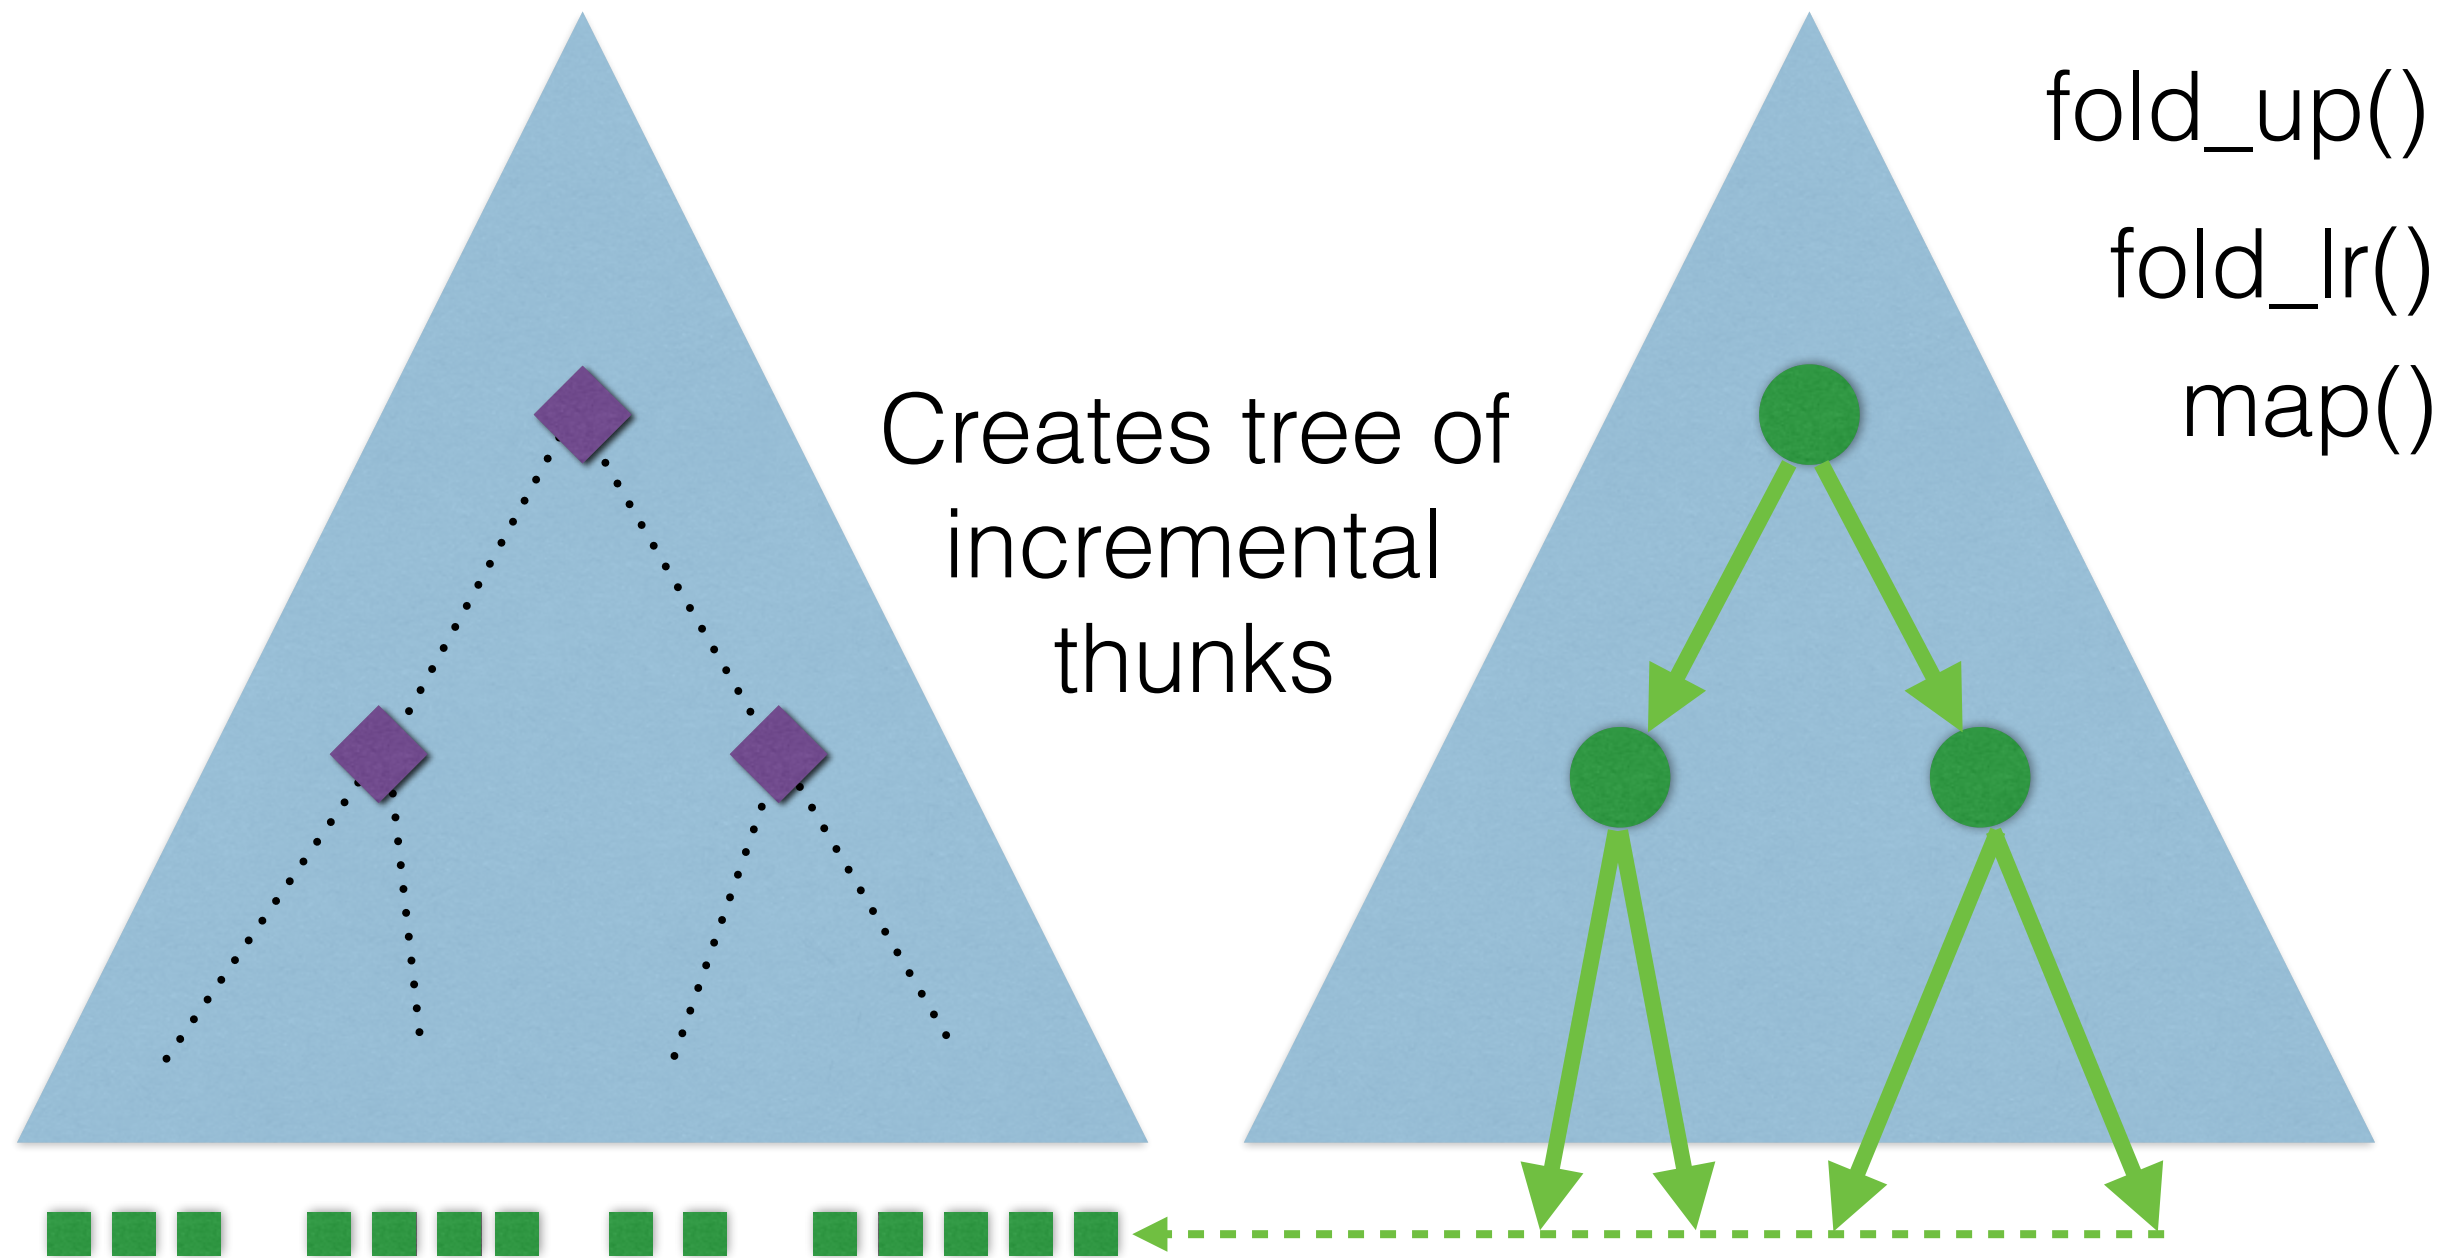 fold_up()
fold_lr()
map()
Creates tree of
incremental
thunks